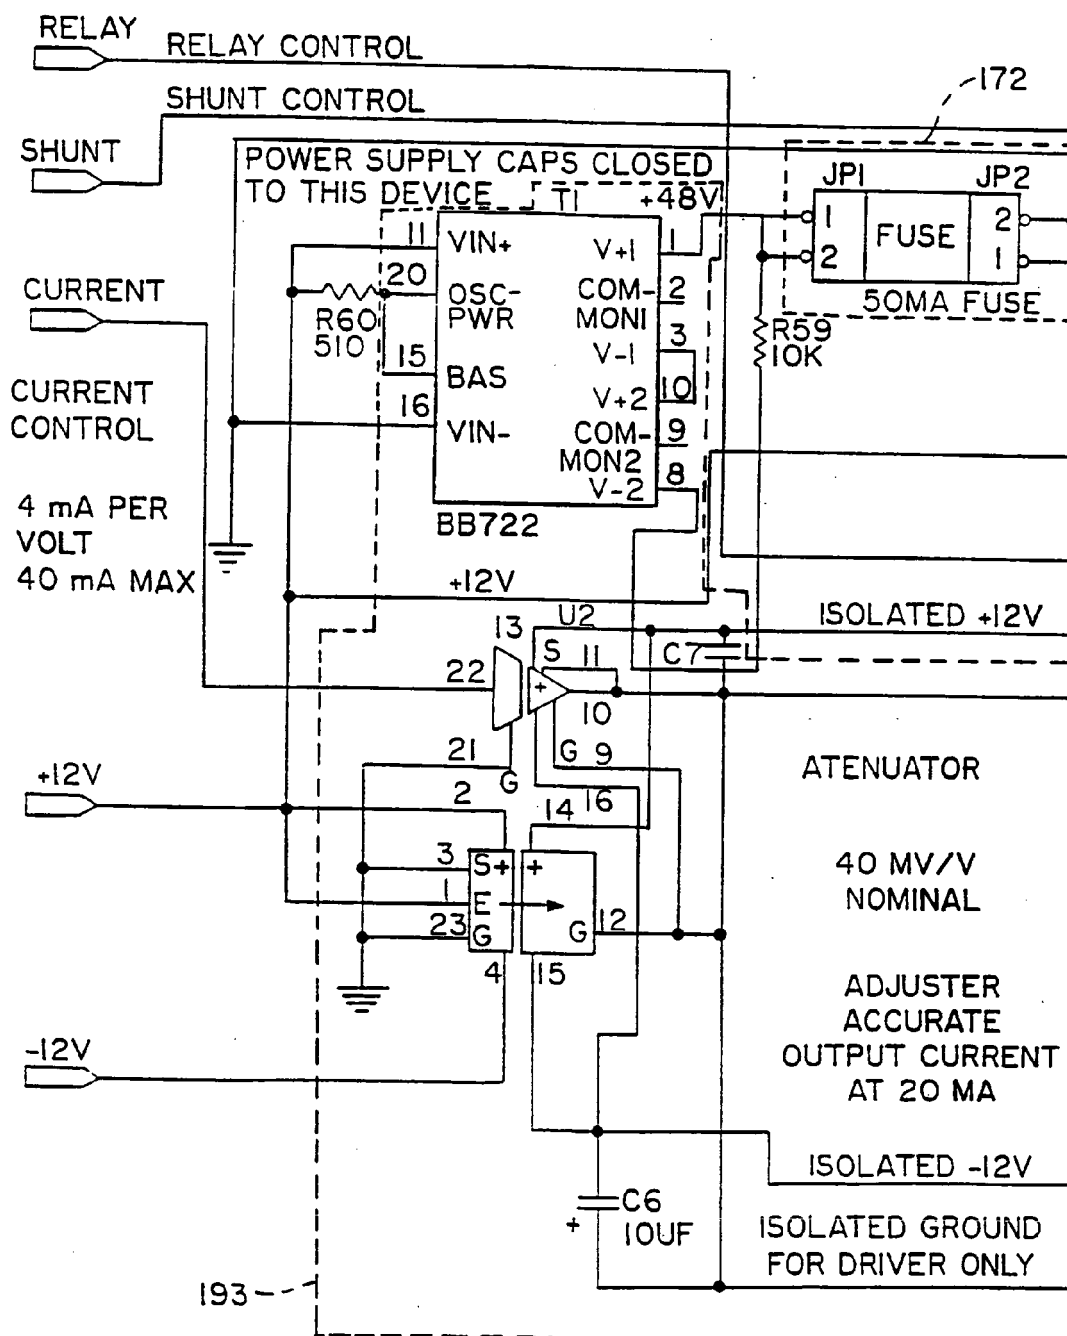 RELAY
RELAY CONTROL
172
SHUNT CONTROL
SHUNT
POWER SUPPLY CAPS CLOSED
TO THIS DEVICE
T1
+48V
JP1
JP2
11
VIN+
V+1
1
1
FUSE
2
2
1
20
OSC-
PWR
COM-
MON1
2
50MA FUSE
CURRENT
R60
510
V-1
3
R59
10K
15
BAS
V+2
10
CURRENT
CONTROL
16
VIN-
COM-
MON2
9
V-2
8
4 mA PER
VOLT
40 mA MAX
BB722
+12V
ISOLATED +12V
13
U2
S
11
C7
22
+
10
21
G
G
9
16
ATENUATOR
+12V
2
14
3
S+
+
40 MV/V
NOMINAL
1
E
12
23
G
G
4
15
ADJUSTER
ACCURATE
OUTPUT CURRENT
AT 20 MA
-12V
ISOLATED -12V
C6
10UF
+
ISOLATED GROUND
FOR DRIVER ONLY
193